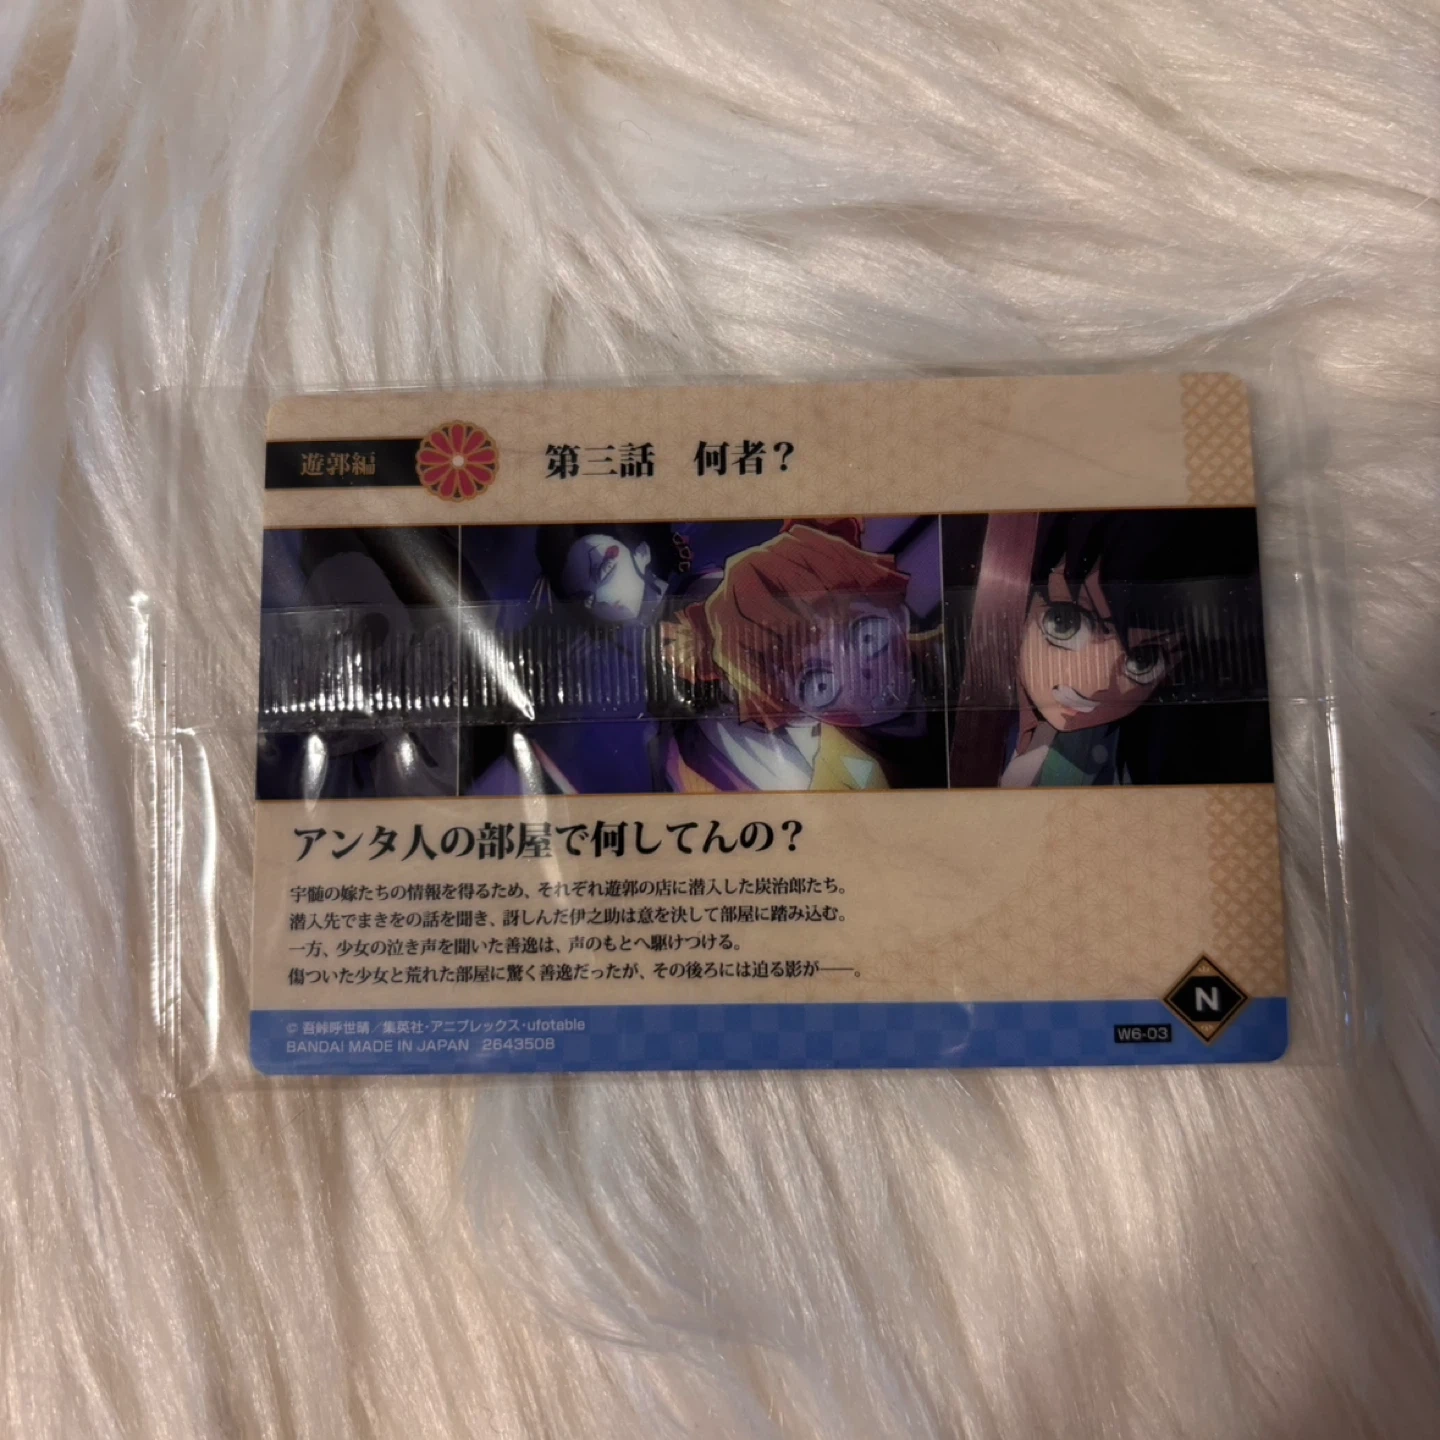 遊郭編
第三話 何者？
アンタ人の部屋で何してんの？
宇髄の嫁たちの情報を得るため、それぞれ遊郭の店に潜入した炭治郎たち。
潜入先でまきをの話を聞き、訝しんだ伊之助は意を決して部屋に踏み込む。
一方、少女の泣き声を聞いた善逸は、声のもとへ駆けつける。
傷ついた少女と荒れた部屋に驚く善逸だったが、その後ろには迫る影が――。
N
W6-03
© 吾峠呼世晴／集英社・アニプレックス・ufotable
BANDAI MADE IN JAPAN 2643508